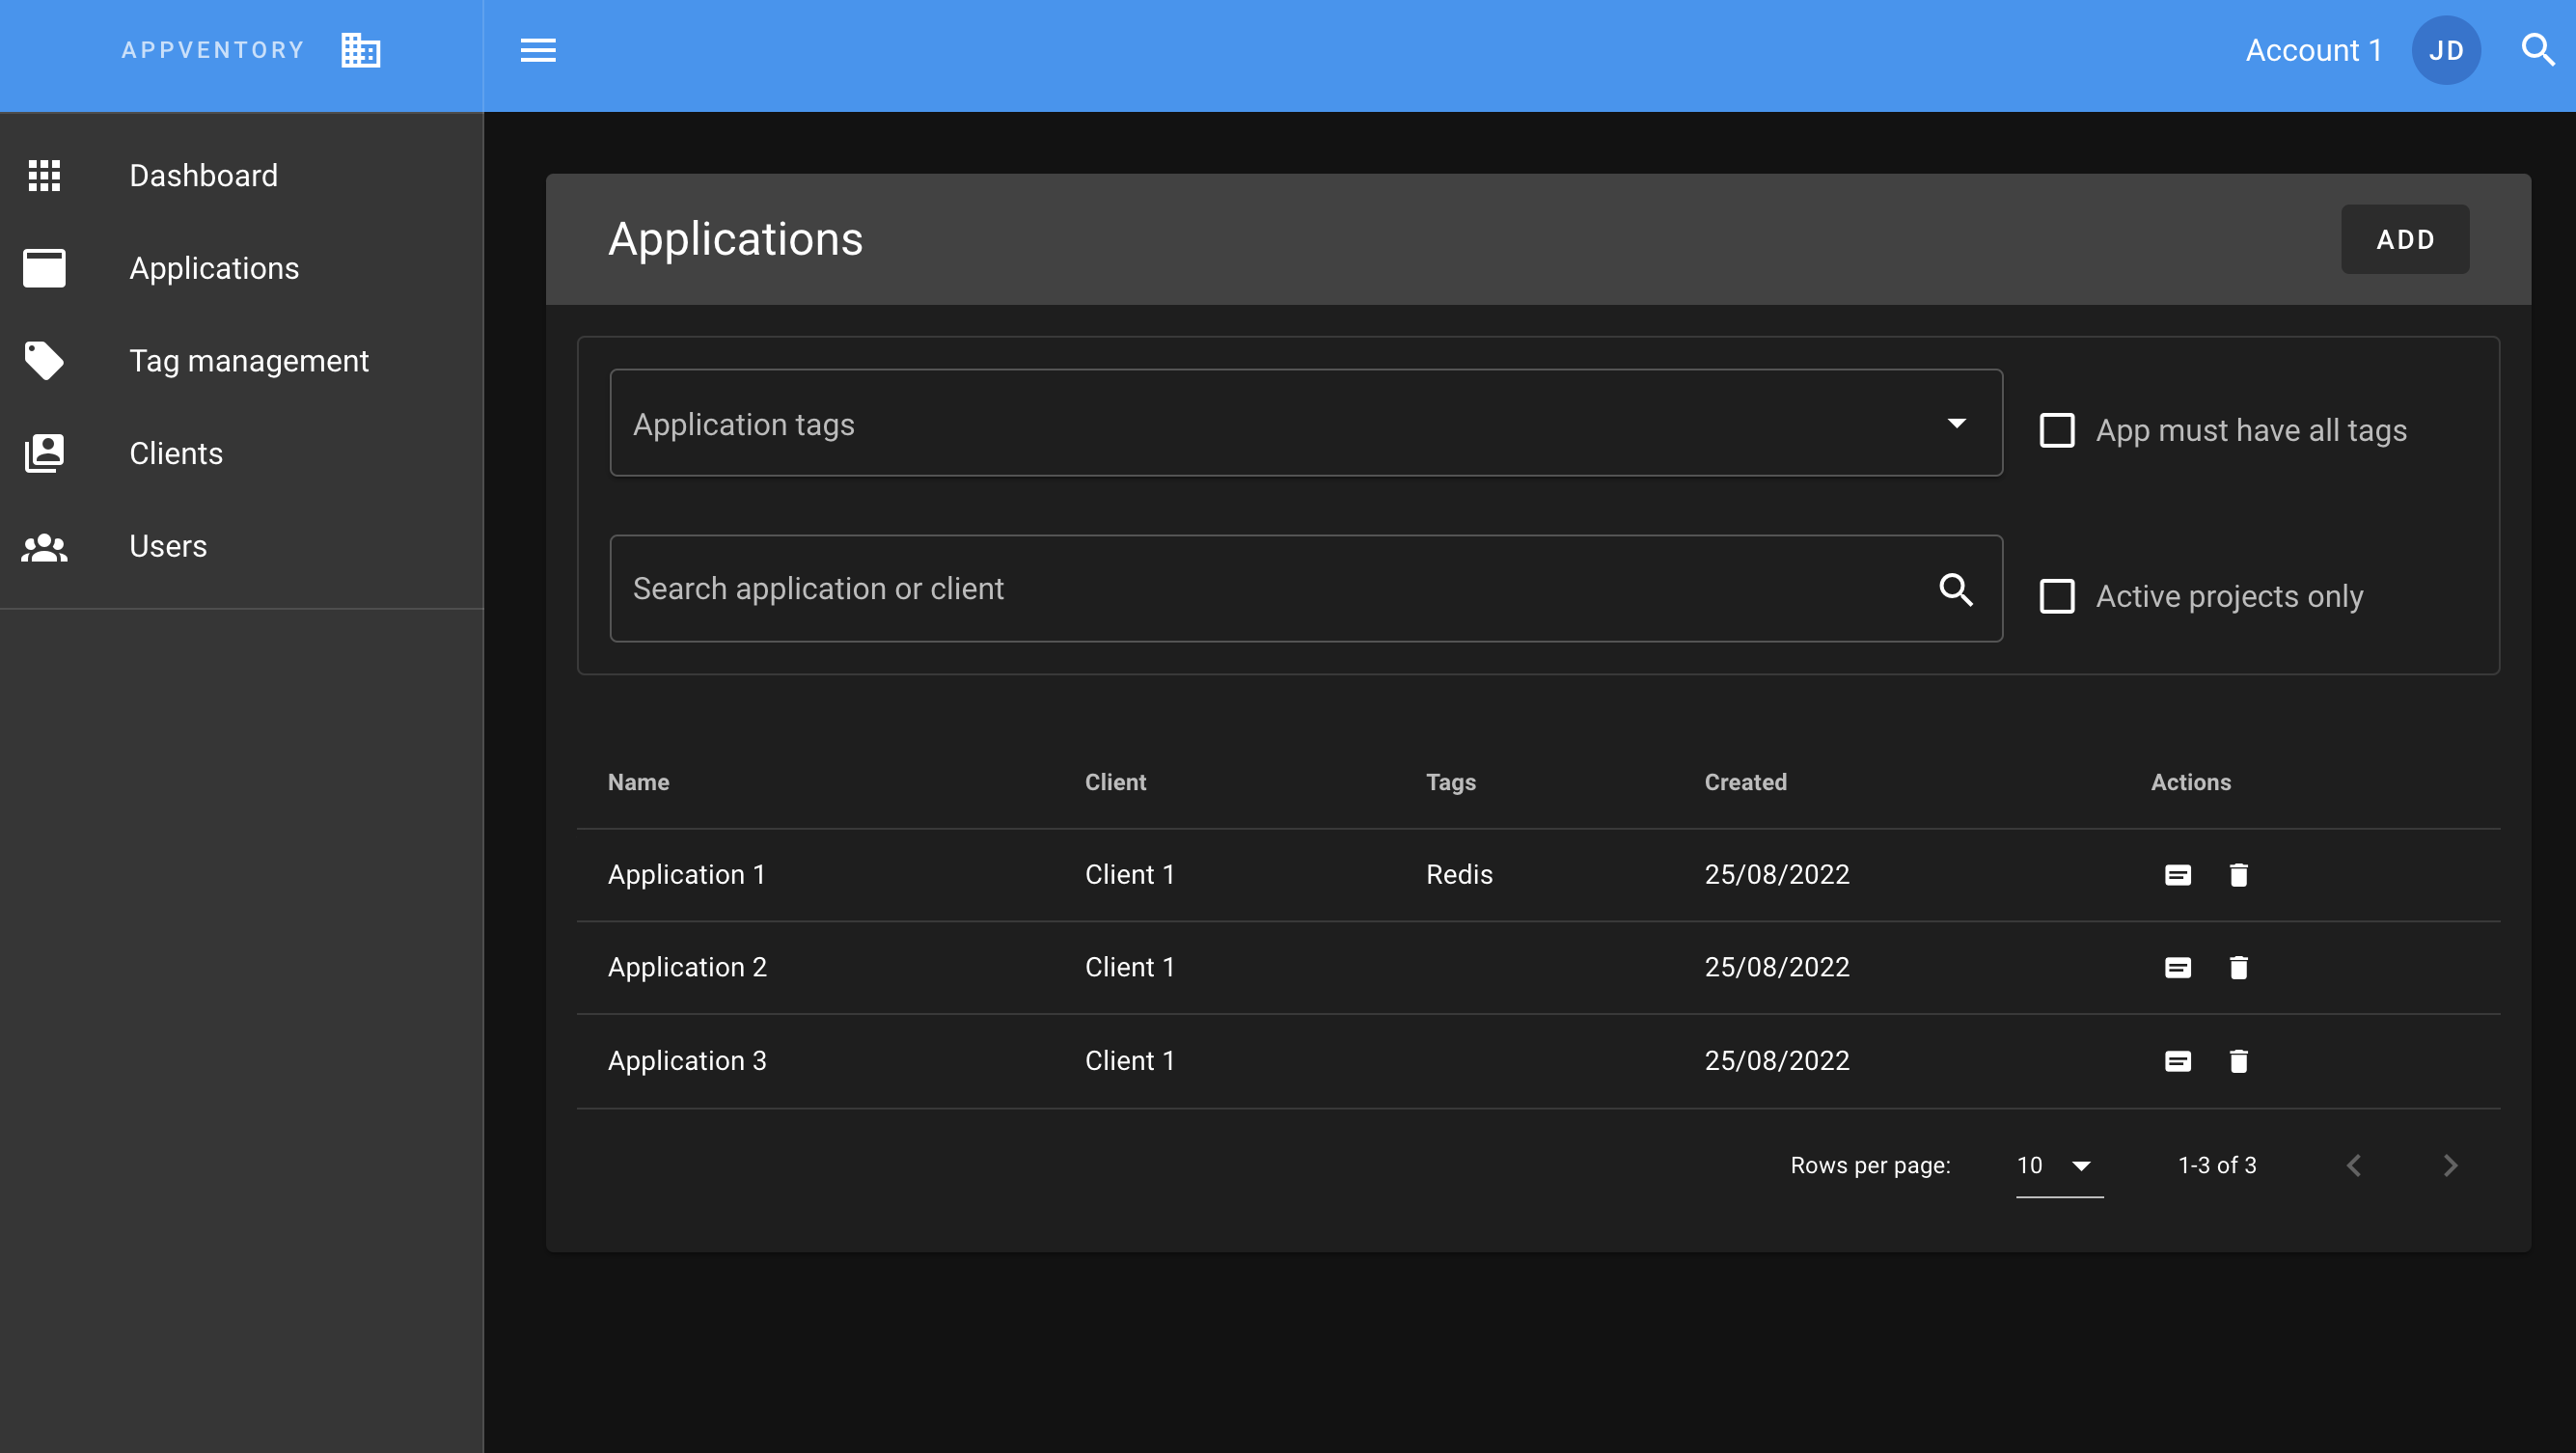 APPVENTORY
Account 1 JD
Dashboard
Applications
Tag management
Clients
Users
Applications
ADD
Application tags
App must have all tags
Search application or client
Active projects only
Name Client Tags Created Actions
Application 1 Client 1 Redis 25/08/2022
Application 2 Client 1 25/08/2022
Application 3 Client 1 25/08/2022
Rows per page: 10 1-3 of 3